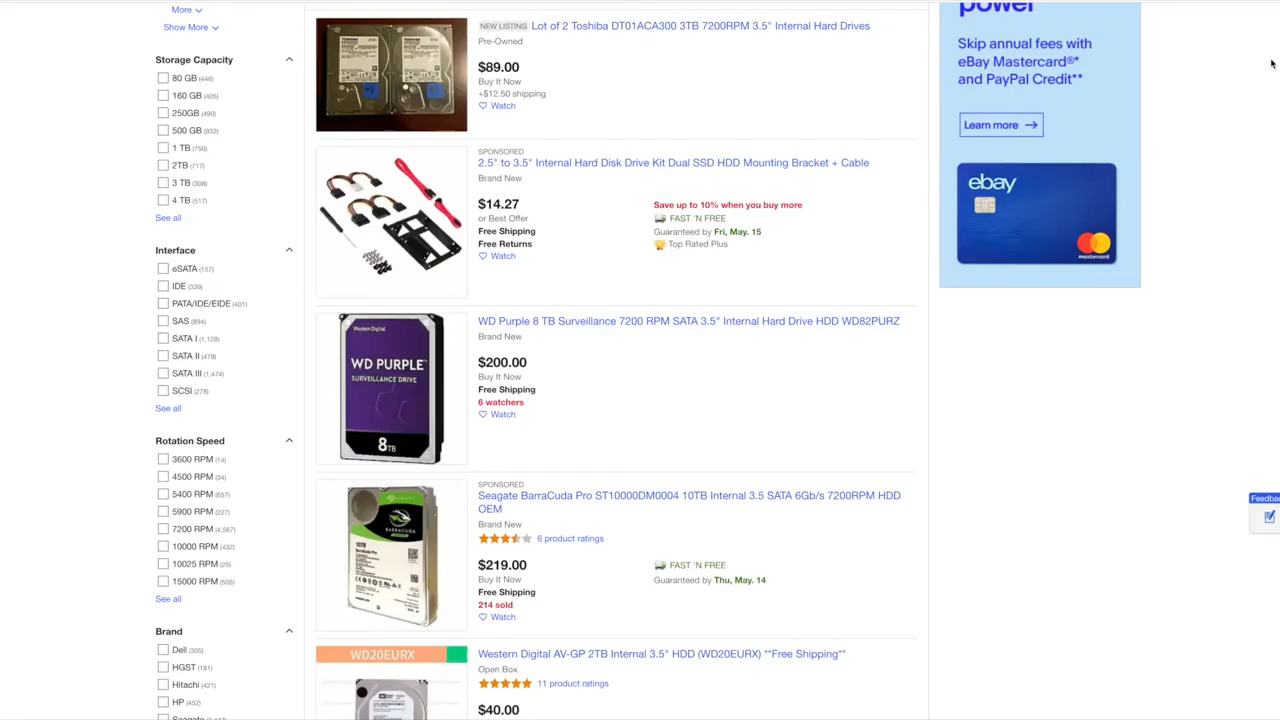 More
Show More
Storage Capacity
80 GB (446)
160 GB (405)
250GB (490)
500 GB (932)
1 TB (750)
2TB (717)
3 TB (308)
4 TB (517)
See all
Interface
eSATA (157)
IDE (339)
PATA/IDE/EIDE (401)
SAS (894)
SATA I (1,128)
SATA II (479)
SATA III (1,474)
SCSI (278)
See all
Rotation Speed
3600 RPM (14)
4500 RPM (34)
5400 RPM (657)
5900 RPM (227)
7200 RPM (4,567)
10000 RPM (432)
10025 RPM (25)
15000 RPM (505)
See all
Brand
Dell (305)
HGST (181)
Hitachi (421)
HP (452)
NEW LISTING Lot of 2 Toshiba DT01ACA300 3TB 7200RPM 3.5" Internal Hard Drives
Pre-Owned
$89.00
Buy It Now
+$12.50 shipping
Watch
SPONSORED
2.5" to 3.5" Internal Hard Disk Drive Kit Dual SSD HDD Mounting Bracket + Cable
Brand New
$14.27
or Best Offer
Free Shipping
Free Returns
Watch
Save up to 10% when you buy more
FAST 'N FREE
Guaranteed by Fri, May. 15
Top Rated Plus
Western Digital
WD PURPLE™
SURVEILLANCE DRIVE
8TB
WD Purple 8 TB Surveillance 7200 RPM SATA 3.5" Internal Hard Drive HDD WD82PURZ
Brand New
$200.00
Buy It Now
Free Shipping
6 watchers
Watch
BARRACUDA
10TB
SPONSORED
Seagate BarraCuda Pro ST10000DM0004 10TB Internal 3.5 SATA 6Gb/s 7200RPM HDD
OEM
Brand New
6 product ratings
$219.00
Buy It Now
Free Shipping
214 sold
Watch
FAST 'N FREE
Guaranteed by Thu, May. 14
WD20EURX
Western Digital AV-GP 2TB Internal 3.5" HDD (WD20EURX) **Free Shipping**
Open Box
11 product ratings
$40.00
power
Skip annual fees with
eBay Mastercard®*
and PayPal Credit**
Learn more
ebay
mastercard
Feedbac